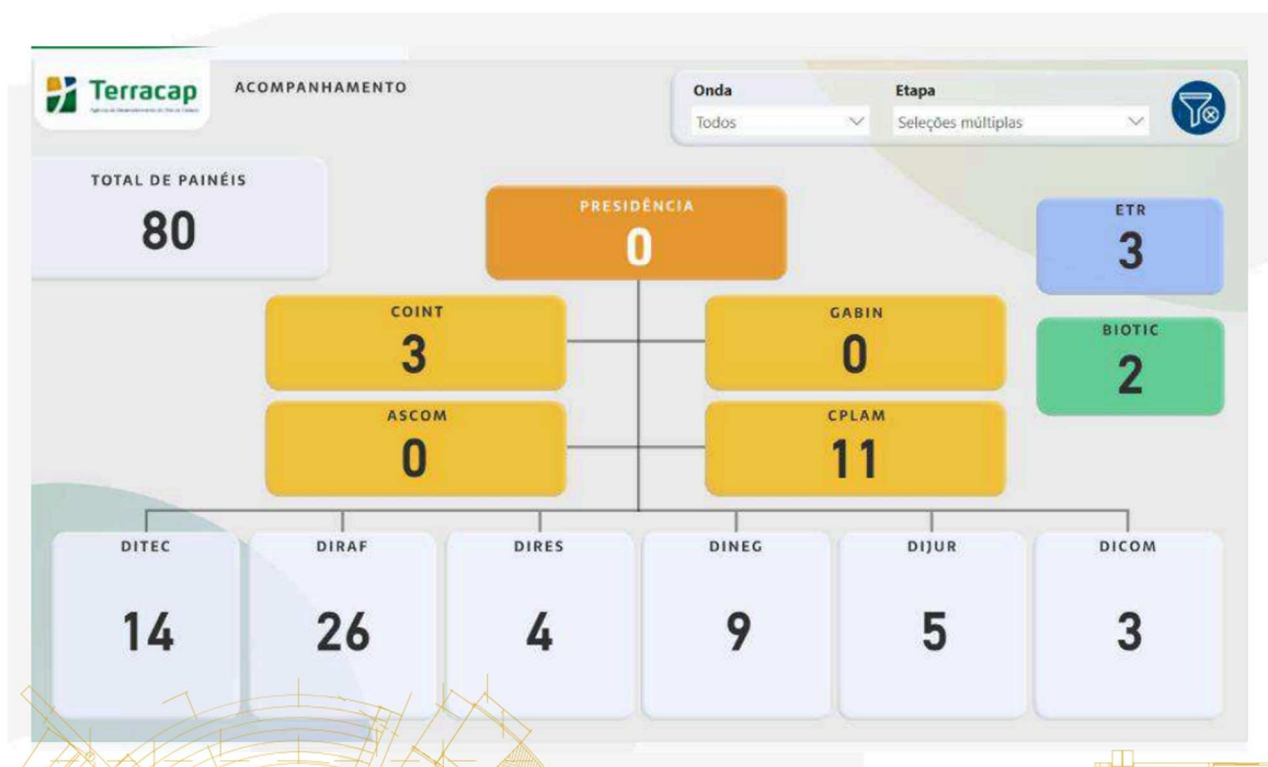 Terracap
ACOMPANHAMENTO
Onda
Todos
Etapa
Seleções múltiplas
TOTAL DE PAINÉIS
80
PRESIDÊNCIA
0
ETR
3
COINT
3
GABIN
0
BIOTIC
2
ASCOM
0
CPLAM
11
DITEC
14
DIRAF
26
DIRES
4
DINEG
9
DIJUR
5
DICOM
3